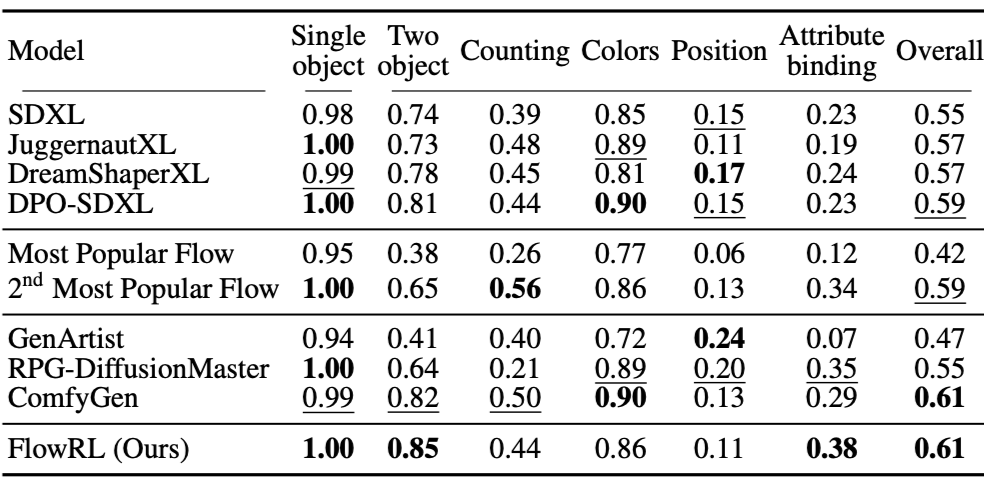 Model Single object Two object Counting Colors Position Attribute binding Overall
SDXL 0.98 0.74 0.39 0.85 0.15 0.23 0.55
JuggernautXL 1.00 0.73 0.48 0.89 0.11 0.19 0.57
DreamShaperXL 0.99 0.78 0.45 0.81 0.17 0.24 0.57
DPO-SDXL 1.00 0.81 0.44 0.90 0.15 0.23 0.59
Most Popular Flow 0.95 0.38 0.26 0.77 0.06 0.12 0.42
2nd Most Popular Flow 1.00 0.65 0.56 0.86 0.13 0.34 0.59
GenArtist 0.94 0.41 0.40 0.72 0.24 0.07 0.47
RPG-DiffusionMaster 1.00 0.64 0.21 0.89 0.20 0.35 0.55
ComfyGen 0.99 0.82 0.50 0.90 0.13 0.29 0.61
FlowRL (Ours) 1.00 0.85 0.44 0.86 0.11 0.38 0.61